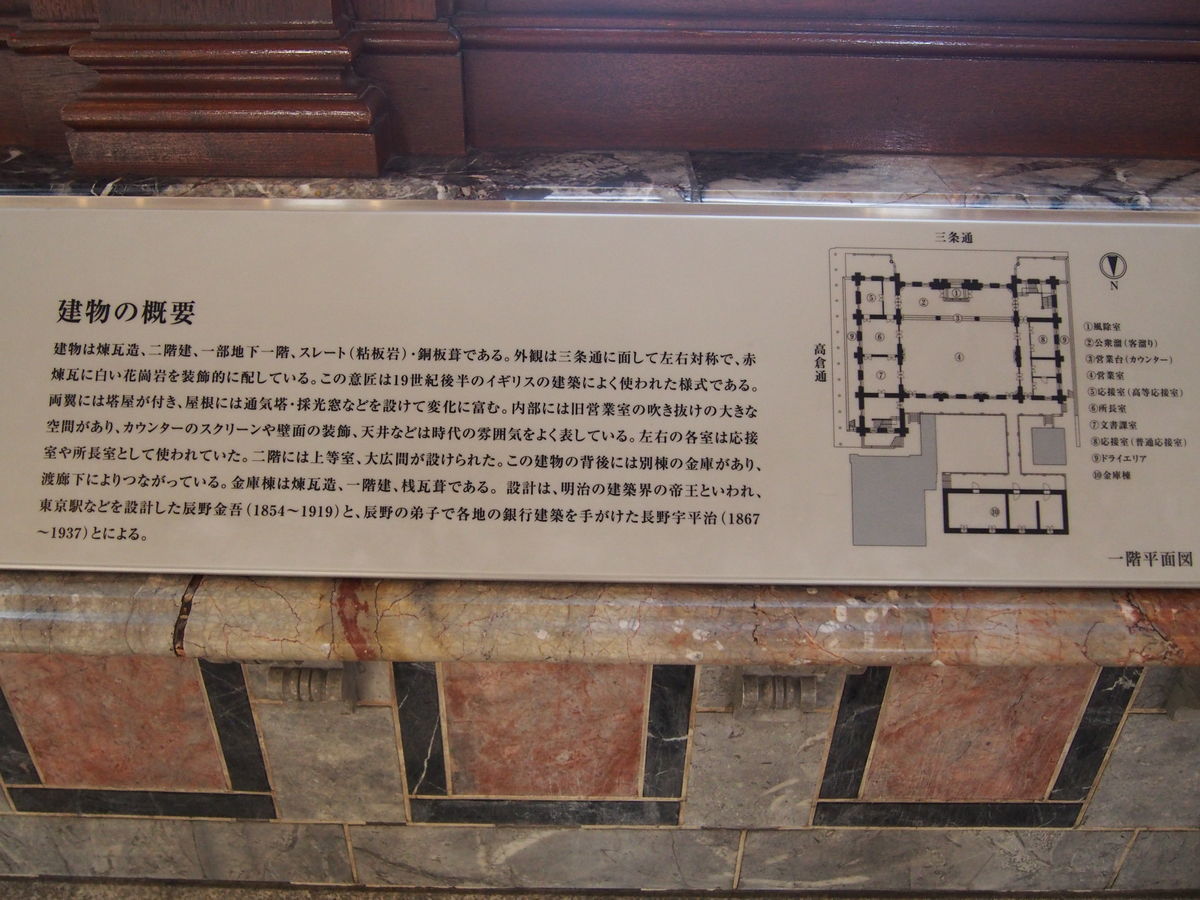 建物の概要
建物は煉瓦造、二階建、一部地下一階、スレート（粘板岩）・銅板葺である。外観は三条通に面して左右対称で、赤
煉瓦に白い花崗岩を装飾的に配している。この意匠は19世紀後半のイギリスの建築によく使われた様式である。
両翼には塔屋が付き、屋根には通気塔・採光窓などを設けて変化に富む。内部には旧営業室の吹き抜けの大きな
空間があり、カウンターのスクリーンや壁面の装飾、天井などは時代の雰囲気をよく表している。左右の各室は応接
室や所長室として使われていた。二階には上等室、大広間が設けられた。この建物の背後には別棟の金庫があり、
渡廊下によりつながっている。金庫棟は煉瓦造、一階建、桟瓦葺である。 設計は、明治の建築界の帝王といわれ、
東京駅などを設計した辰野金吾（1854〜1919）と、辰野の弟子で各地の銀行建築を手がけた長野宇平治（1867
〜1937）とによる。
三条通
高倉通
N
①
②
③
④
⑤
⑥
⑦
⑧
⑨
⑨
⑩
①風除室
②公衆溜（客溜り）
③営業台（カウンター）
④営業室
⑤応接室（高等応接室）
⑥所長室
⑦文書課室
⑧応接室（普通応接室）
⑨ドライエリア
⑩金庫棟
一階平面図